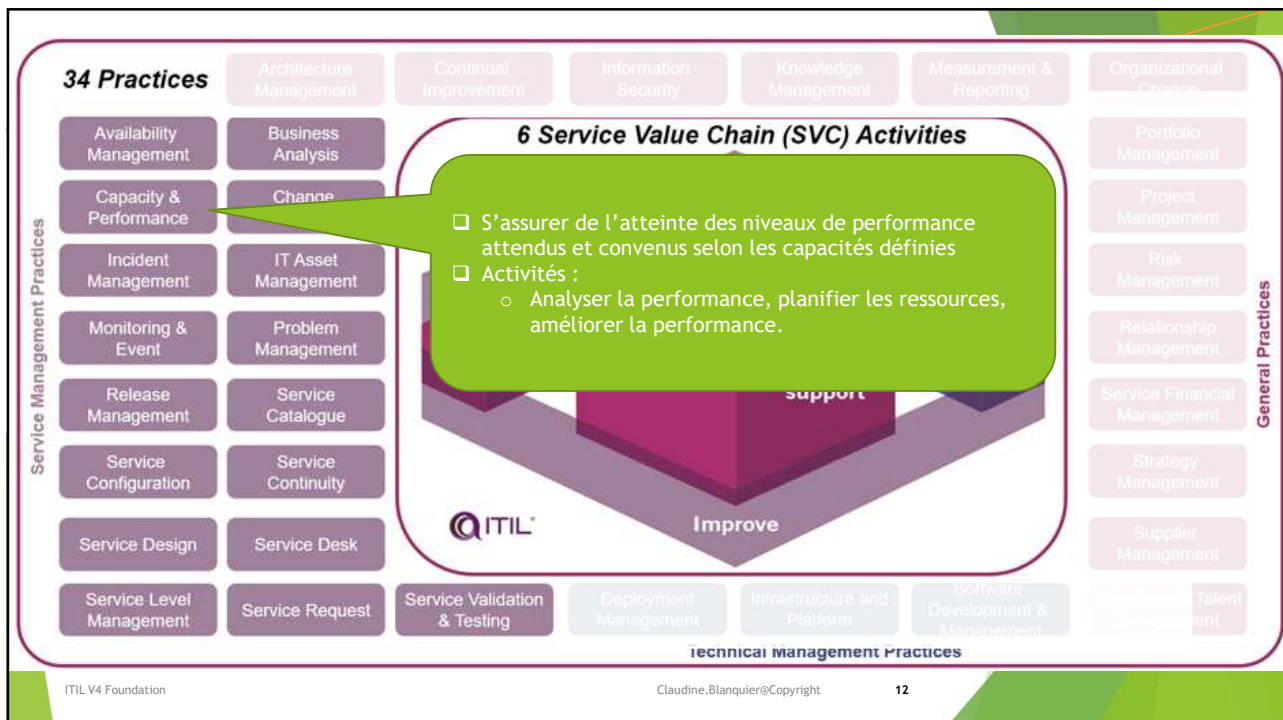 34 Practices
Architecture
Management
Continual
Improvement
Information
Security
Knowledge
Management
Measurement &
Reporting
Organizational
Change
Service Management Practices
Availability
Management
Business
Analysis
Capacity &
Performance
Change
Incident
Management
IT Asset
Management
Monitoring &
Event
Problem
Management
Release
Management
Service
Catalogue
Service
Configuration
Service
Continuity
Service Design
Service Desk
Service Level
Management
Service Request
Service Validation
& Testing
6 Service Value Chain (SVC) Activities
S'assurer de l'atteinte des niveaux de performance
attendus et convenus selon les capacités définies
Activités :
o Analyser la performance, planifier les ressources,
améliorer la performance.
support
Improve
ITIL
Portfolio
Management
Project
Management
Risk
Management
Relationship
Management
Service Financial
Management
Strategy
Management
Supplier
Management
General Practices
Deployment
Management
Infrastructure and
Platform
Software
Development &
Management
Talent
Technical Management Practices
ITIL V4 Foundation
Claudine.Blanquier@Copyright
12